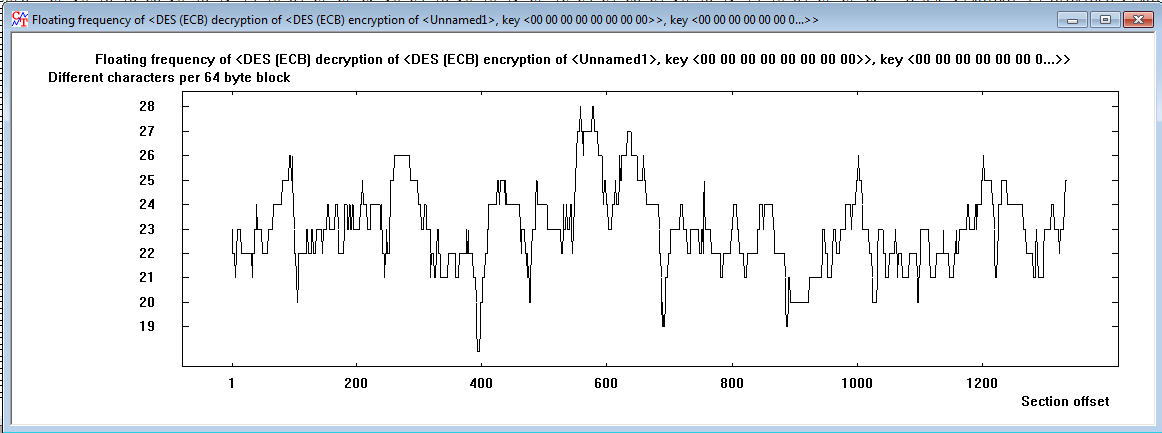 Floating frequency of <DES (ECB) decryption of <DES (ECB) encryption of <Unnamed1>, key <00 00 00 00 00 00 00 00>>, key <00 00 00 00 00 00 0...>>
Floating frequency of <DES (ECB) decryption of <DES (ECB) encryption of <Unnamed1>, key <00 00 00 00 00 00 00 00>>, key <00 00 00 00 00 00 0...>>
Different characters per 64 byte block
28
27
26
25
24
23
22
21
20
19
1 200 400 600 800 1000 1200
Section offset